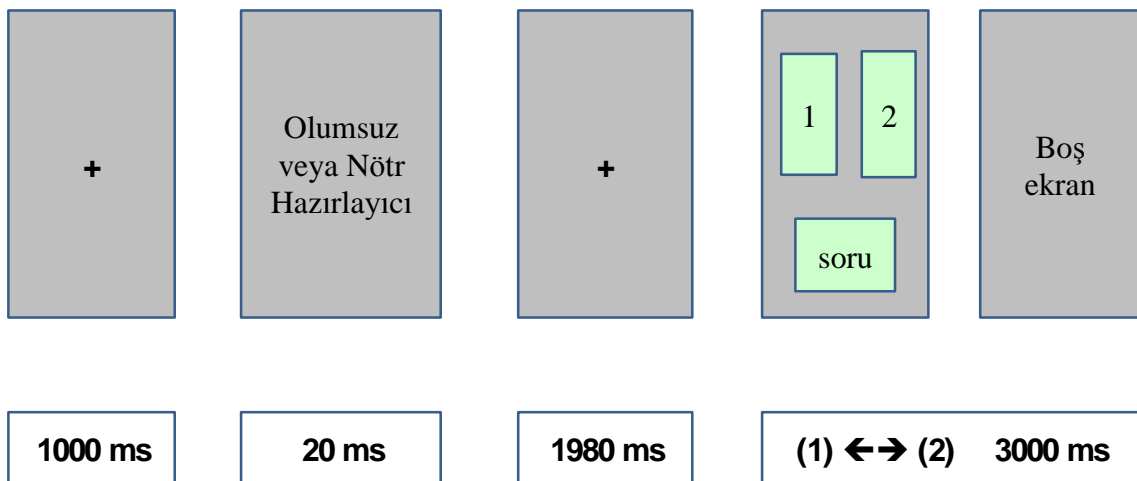 +
Olumsuz
veya Nötr
Hazırlayıcı
+
1
2
soru
Boş
ekran
1000 ms
20 ms
1980 ms
(1) ←→ (2) 3000 ms